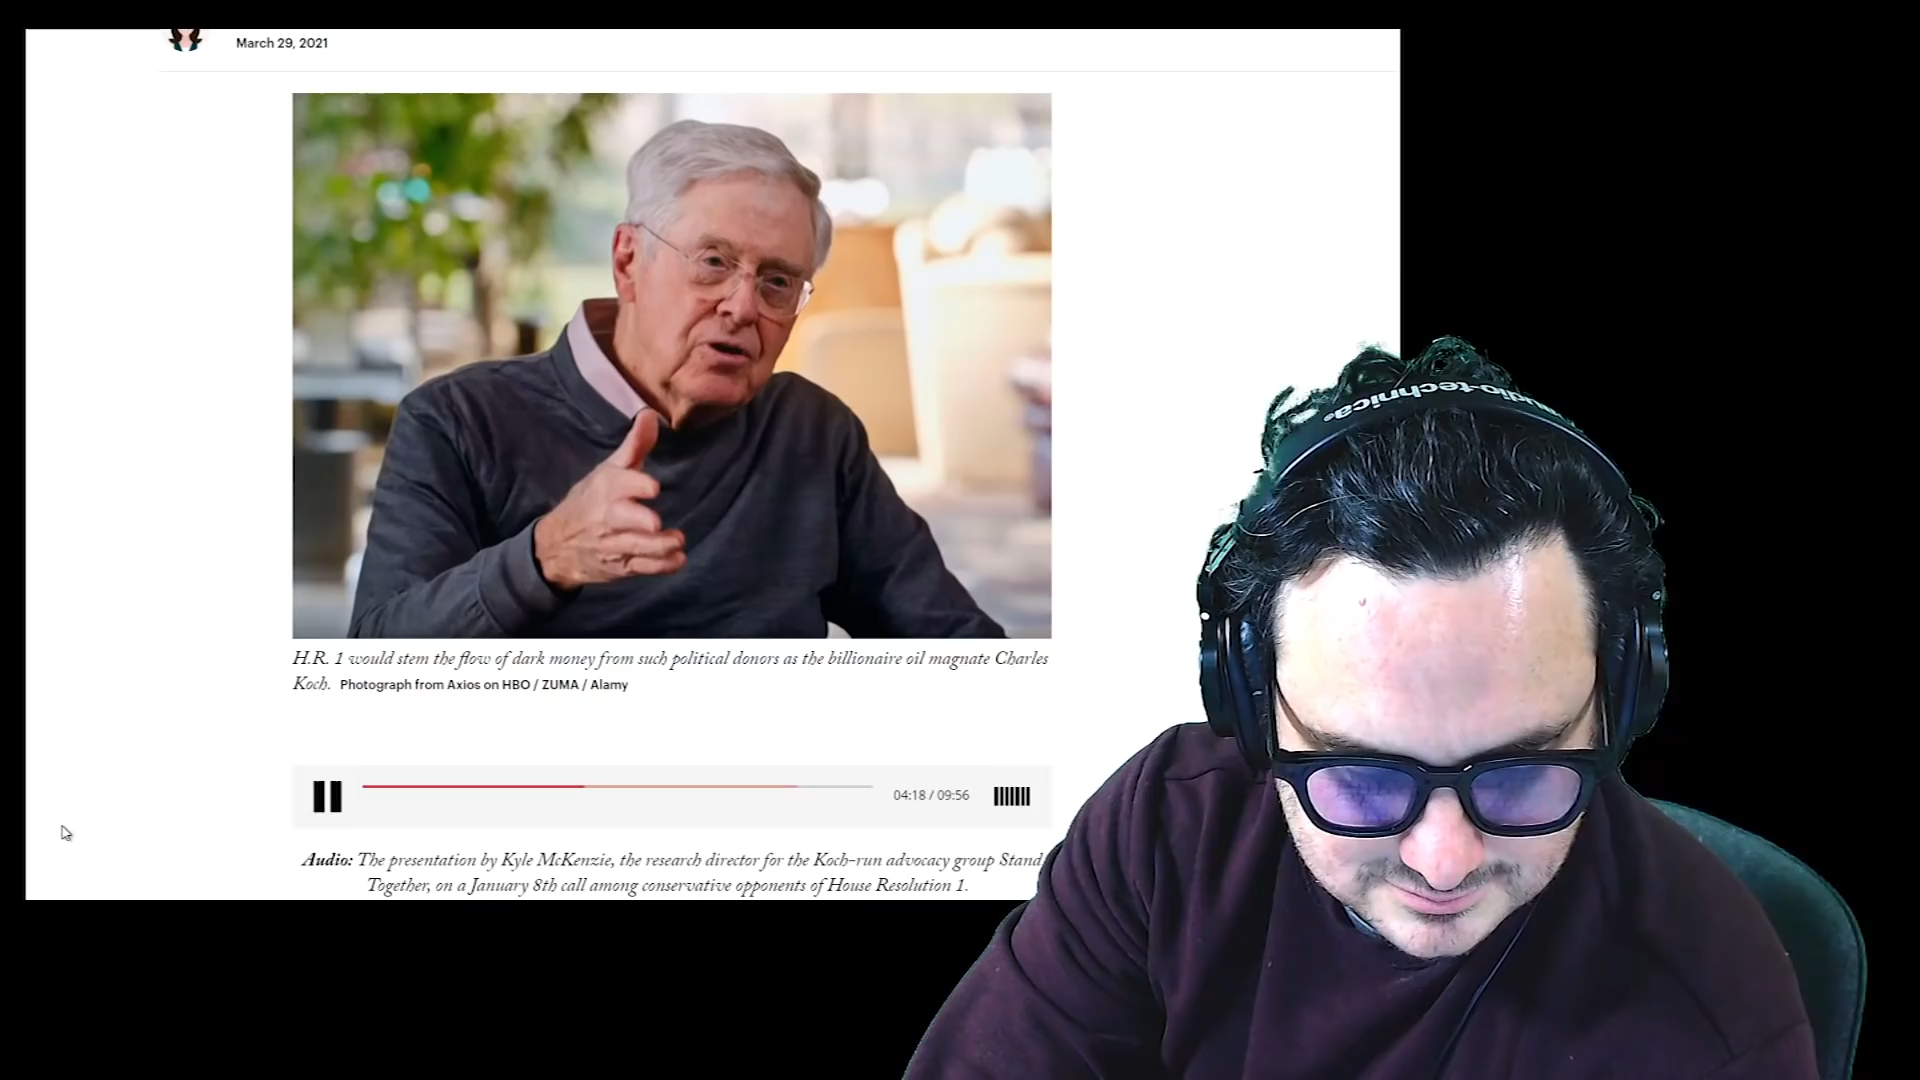 March 29, 2021
H.R. 1 would stem the flow of dark money from such political donors as the billionaire oil magnate Charles
Koch. Photograph from Axios on HBO / ZUMA / Alamy
04:18 / 09:56
Audio: The presentation by Kyle McKenzie, the research director for the Koch-run advocacy group Stand
Together, on a January 8th call among conservative opponents of House Resolution 1.
audio-technica